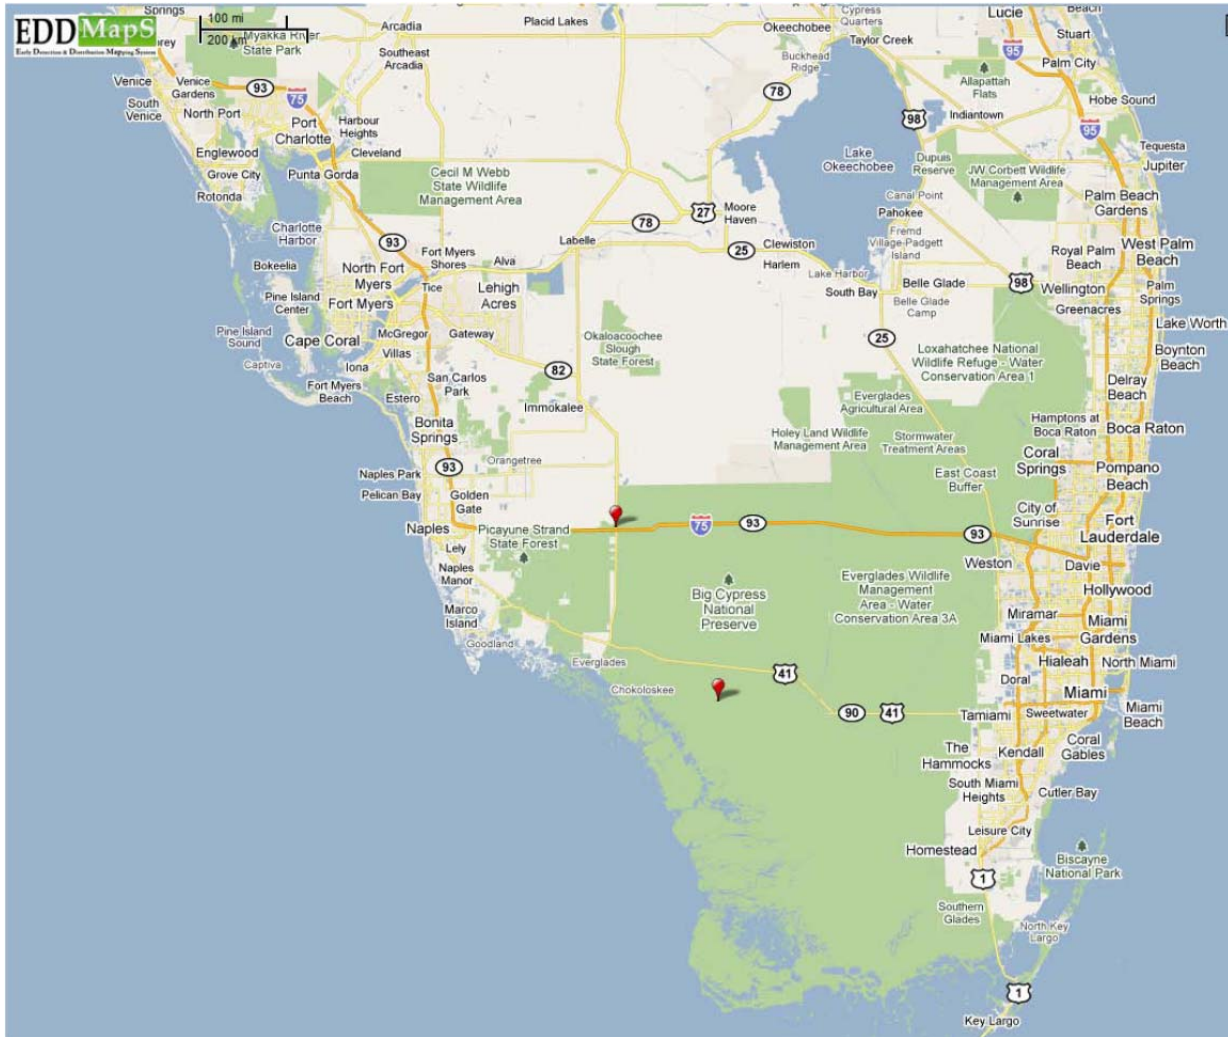 EDDMapS
Early Detection & Distribution Mapping System
100 mi
200 km
Springs
Myakka River
State Park
Arcadia
Southeast
Arcadia
Placid Lakes
Okeechobee
Cypress
Quarters
Taylor Creek
Buckhead
Ridge
Lucie
Beach
Stuart
95
Palm City
Allapattah
Flats
Hobe Sound
Venice
Venice
Gardens
93
75
78
South
Venice
North Port
Port
Charlotte
Harbour
Heights
98
Indiantown
95
Tequesta
Jupiter
Englewood
Cleveland
Grove City
Punta Gorda
Rotonda
Cecil M Webb
State Wildlife
Management Area
Lake
Okeechobee
Dupuis
Reserve
JW Corbett Wildlife
Management Area
Canal Point
Palm Beach
Gardens
Charlotte
Harbor
93
78
27
Moore
Haven
Pahokee
Fremd
Village-Padgett
Island
Fort Myers
Shores
Alva
Labelle
25
Clewiston
Harlem
Lake Harbor
Royal Palm
Beach
West Palm
Beach
Bokeelia
North Fort
Myers
Tice
Lehigh
Acres
South Bay
Belle Glade
98
Wellington
Palm
Springs
Pine Island
Center
Fort Myers
Belle Glade
Camp
Greenacres
Lake Worth
Pine Island
Sound
Cape Coral
McGregor
Gateway
Okaloacoochee
Slough
State Forest
25
Villas
Captiva
Iona
82
Loxahatchee National
Wildlife Refuge - Water
Conservation Area 1
Boynton
Beach
Fort Myers
Beach
San Carlos
Park
Estero
Immokalee
Everglades
Agricultural Area
Delray
Beach
Bonita
Springs
Holey Land Wildlife
Management Area
Stormwater
Treatment Areas
Hamptons at
Boca Raton
Boca Raton
Orangetree
93
Naples Park
Pelican Bay
Golden
Gate
East Coast
Buffer
Coral
Springs
Pompano
Beach
Naples
Picayune Strand
State Forest
75
93
93
City of
Sunrise
Fort
Lauderdale
Lely
Naples
Manor
Weston
Davie
Big Cypress
National
Preserve
Everglades Wildlife
Management
Area - Water
Conservation Area 3A
Hollywood
Marco
Island
Miramar
Miami
Gardens
Goodland
Miami Lakes
Everglades
Hialeah
North Miami
Chokoloskee
41
Doral
Miami
90
41
Tamiami
Sweetwater
Miami
Beach
The
Hammocks
Kendall
Coral
Gables
South Miami
Heights
Cutler Bay
Leisure City
Homestead
Biscayne
National Park
1
Southern
Glades
North Key
Largo
1
Key Largo